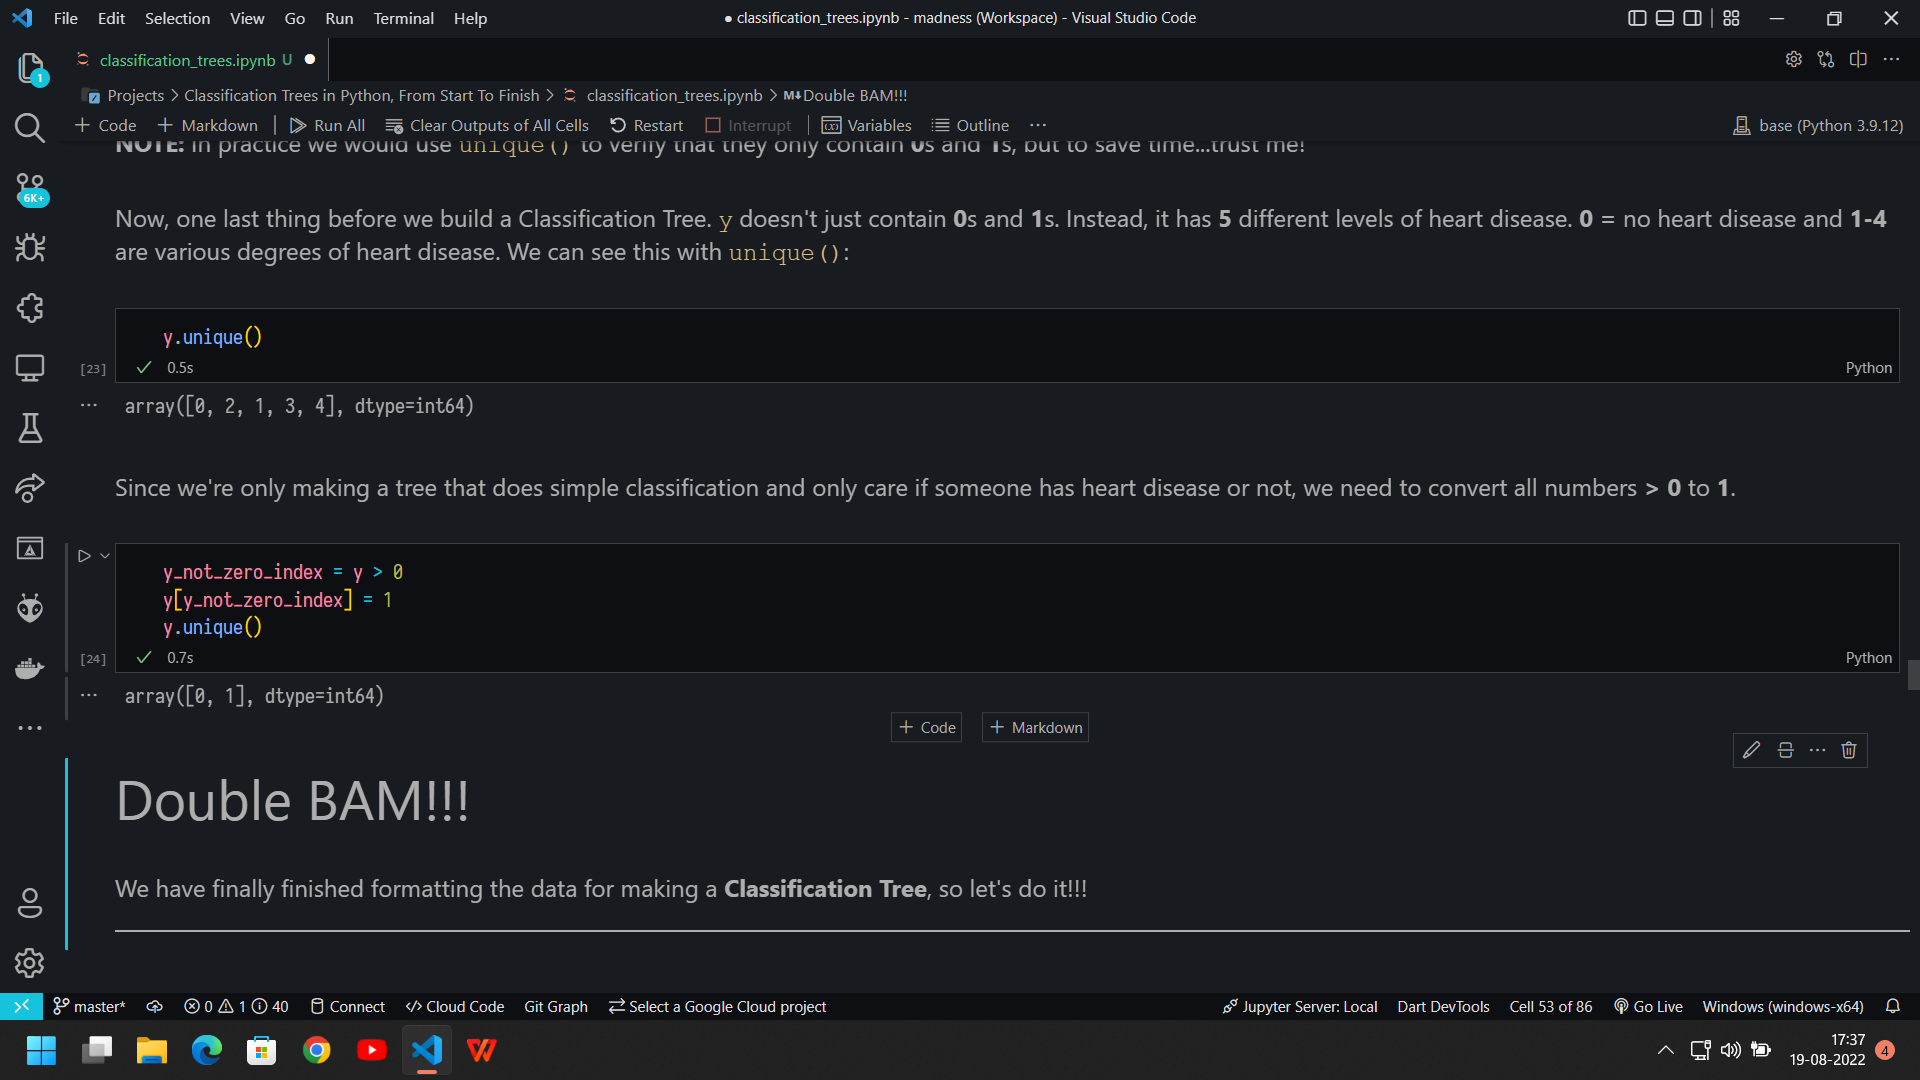 File Edit Selection View Go Run Terminal Help
● classification_trees.ipynb - madness (Workspace) - Visual Studio Code
classification_trees.ipynb U ●
Projects > Classification Trees in Python, From Start To Finish > classification_trees.ipynb > M↓Double BAM!!!
+ Code + Markdown | Run All Clear Outputs of All Cells Restart Interrupt | Variables Outline ···
base (Python 3.9.12)
NOTE: In practice we would use unique() to verify that they only contain 0s and 1s, but to save time...trust me!
Now, one last thing before we build a Classification Tree. y doesn't just contain 0s and 1s. Instead, it has 5 different levels of heart disease. 0 = no heart disease and 1-4
are various degrees of heart disease. We can see this with unique():
y.unique()
[23] ✓ 0.5s Python
··· array([0, 2, 1, 3, 4], dtype=int64)
Since we're only making a tree that does simple classification and only care if someone has heart disease or not, we need to convert all numbers > 0 to 1.
y_not_zero_index = y > 0
y[y_not_zero_index] = 1
y.unique()
[24] ✓ 0.7s Python
··· array([0, 1], dtype=int64)
+ Code + Markdown
Double BAM!!!
We have finally finished formatting the data for making a Classification Tree, so let's do it!!!
1
6K+
master* 0 1 40 Connect Cloud Code Git Graph Select a Google Cloud project
Jupyter Server: Local Dart DevTools Cell 53 of 86 Go Live Windows (windows-x64)
17:37
19-08-2022
4